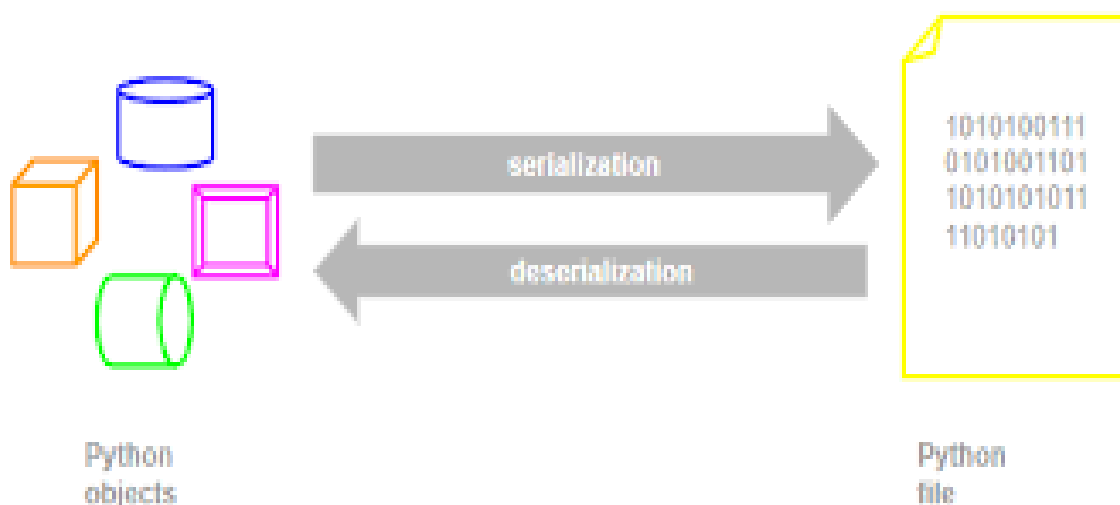 serialization
deserialization
1010100111
0101001101
1010101011
11010101
Python
objects
Python
file